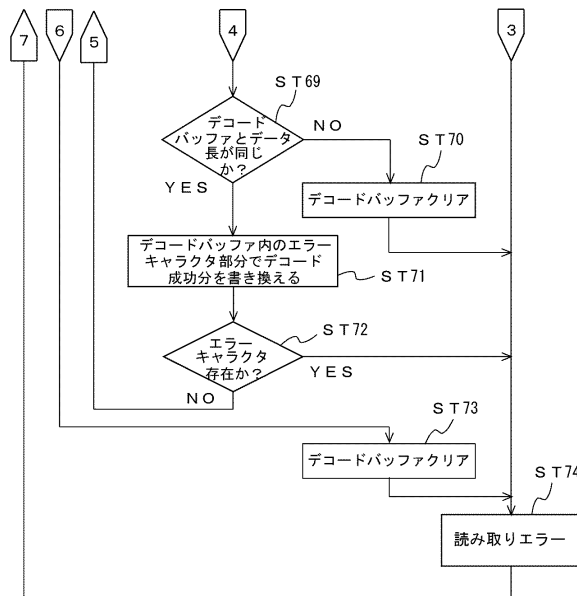 7
6
5
4
3
ST69
デコード
バッファとデータ
長が同じ
か？
NO
YES
ST70
デコードバッファクリア
デコードバッファ内のエラー
キャラクタ部分でデコード
成功分を書き換える
ST71
ST72
エラー
キャラクタ
存在か？
YES
NO
ST73
デコードバッファクリア
ST74
読み取りエラー